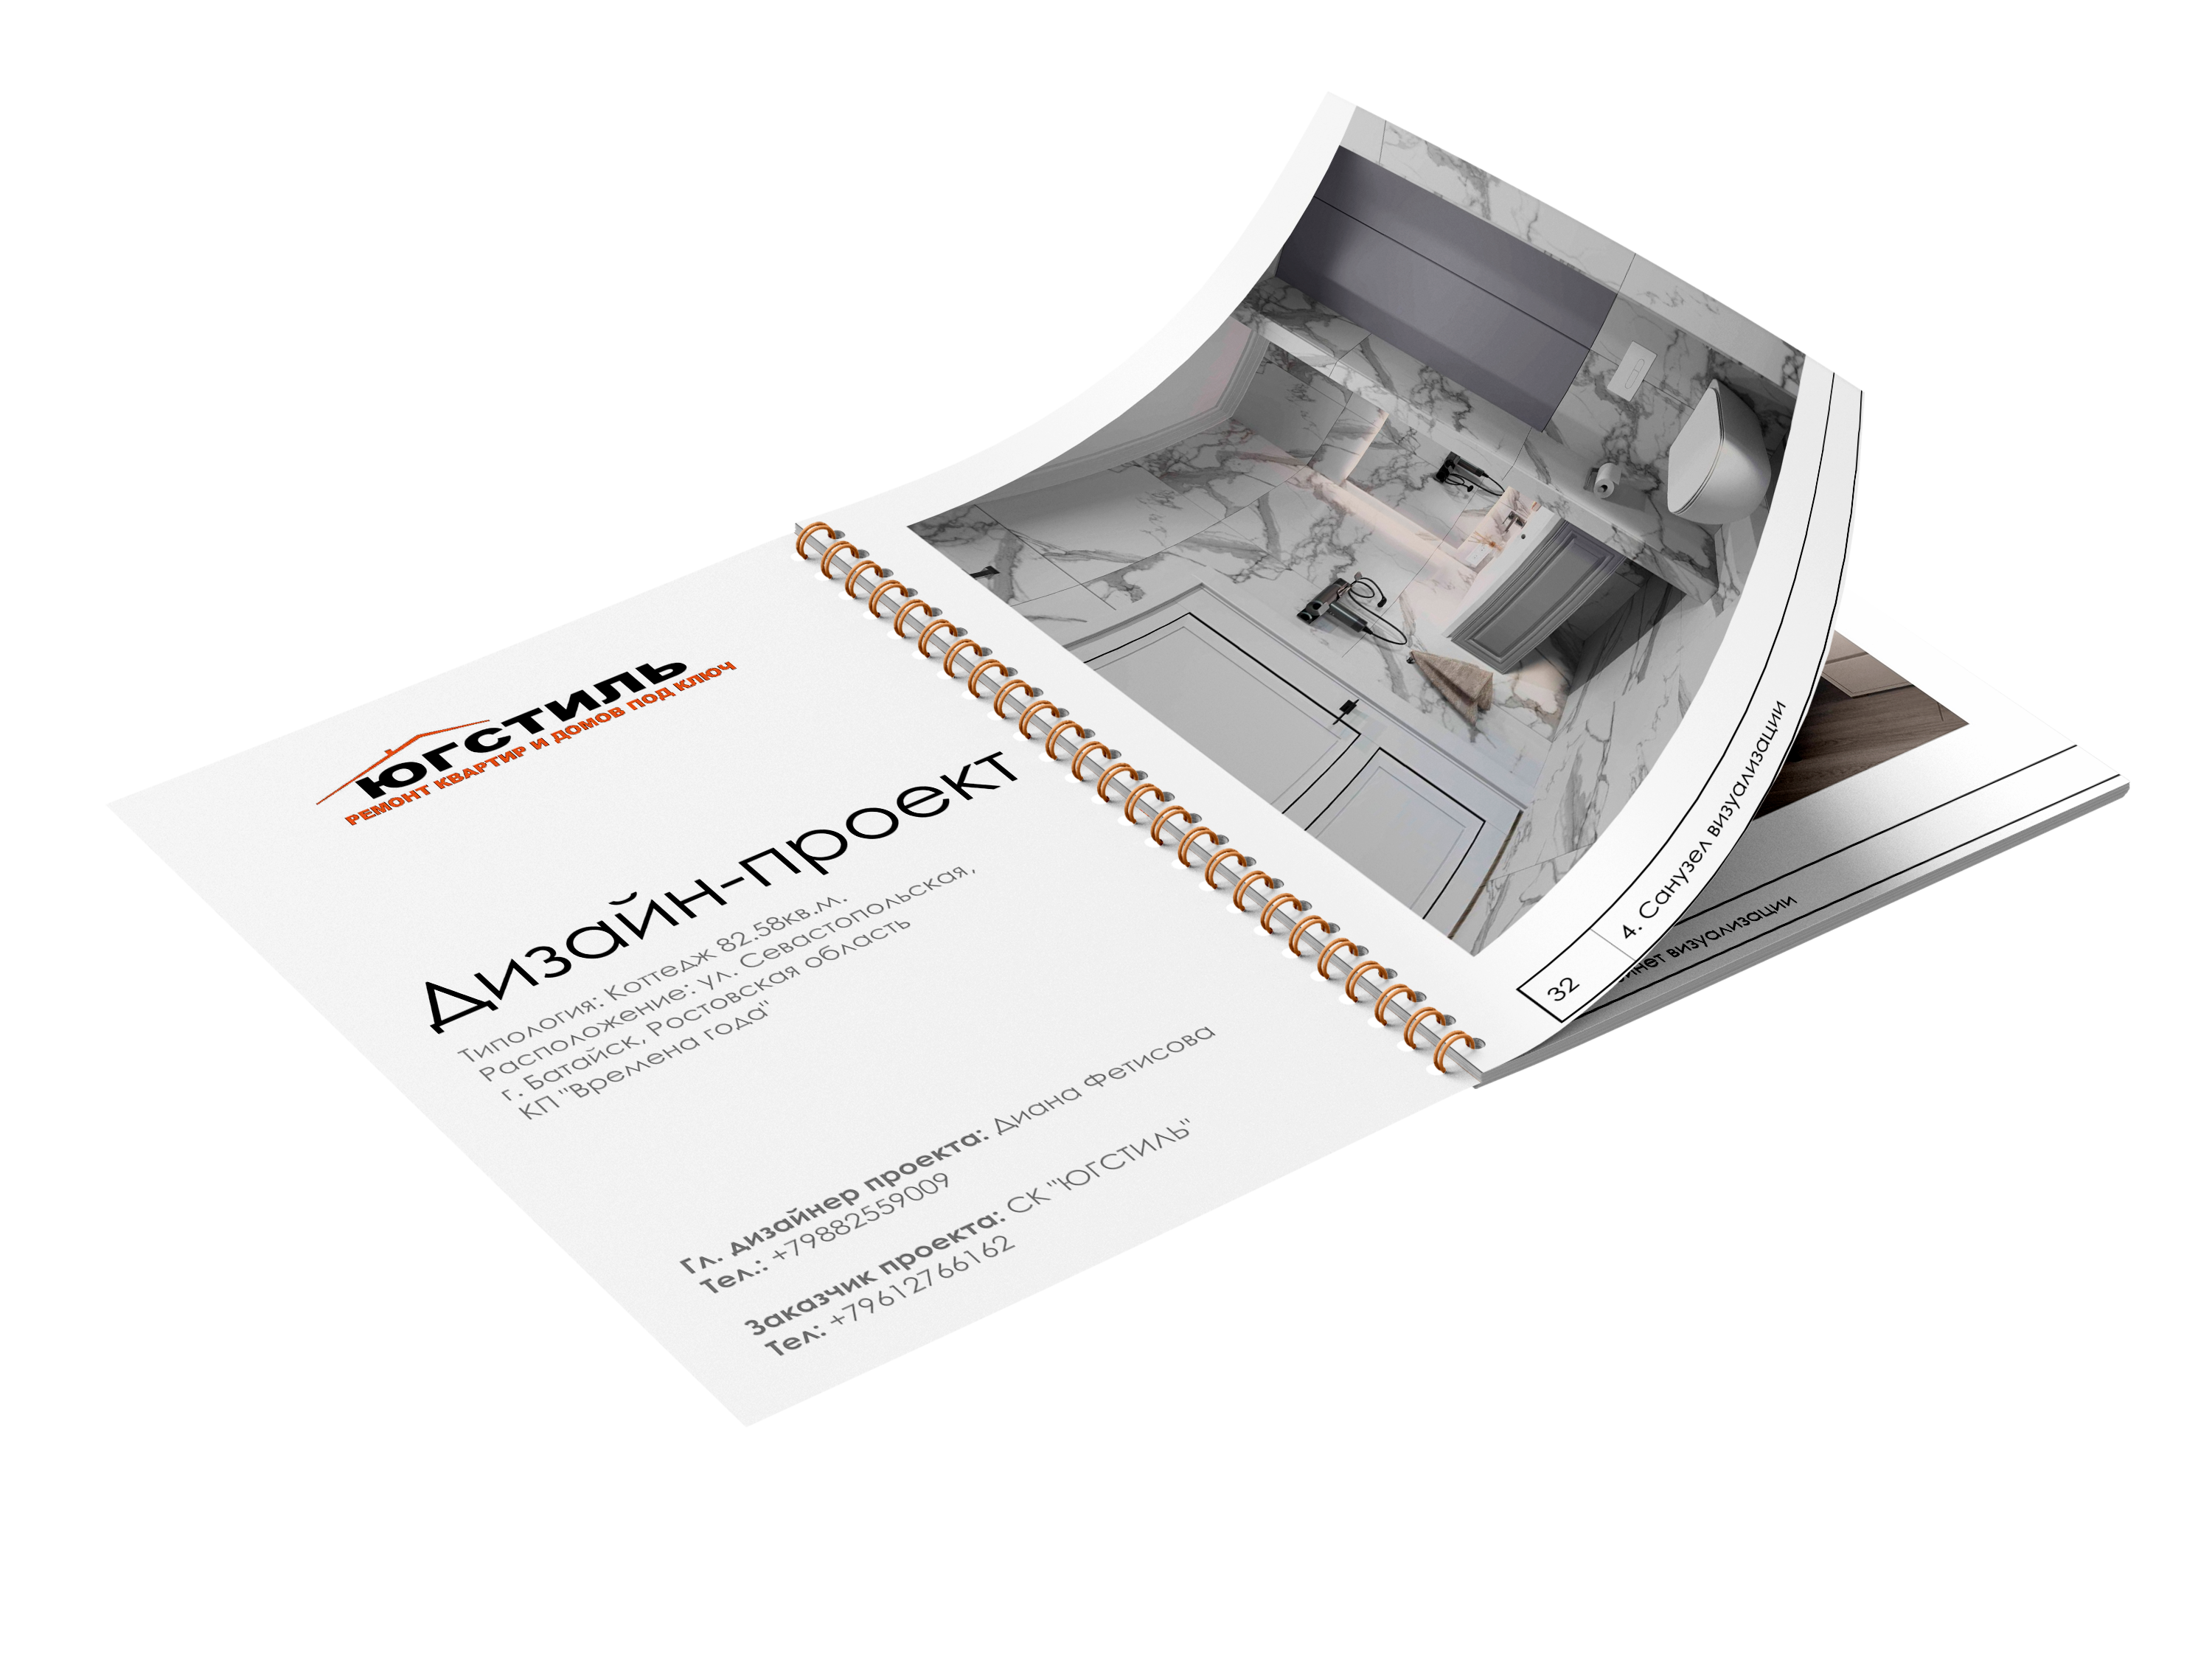 ЮГСТИЛЬ
РЕМОНТ КВАРТИР И ДОМОВ ПОД КЛЮЧ
Дизайн-проект
Типология: Коттедж 82.58кв.м.
Расположение: ул. Севастопольская,
г. Батайск, Ростовская область
КП "Времена года"
Гл. дизайнер проекта: Диана Фетисова
Тел.: +79882559009
Заказчик проекта: СК "ЮГСТИЛЬ"
Тел: +79612766162
32
4. Санузел визуализации
визуализации